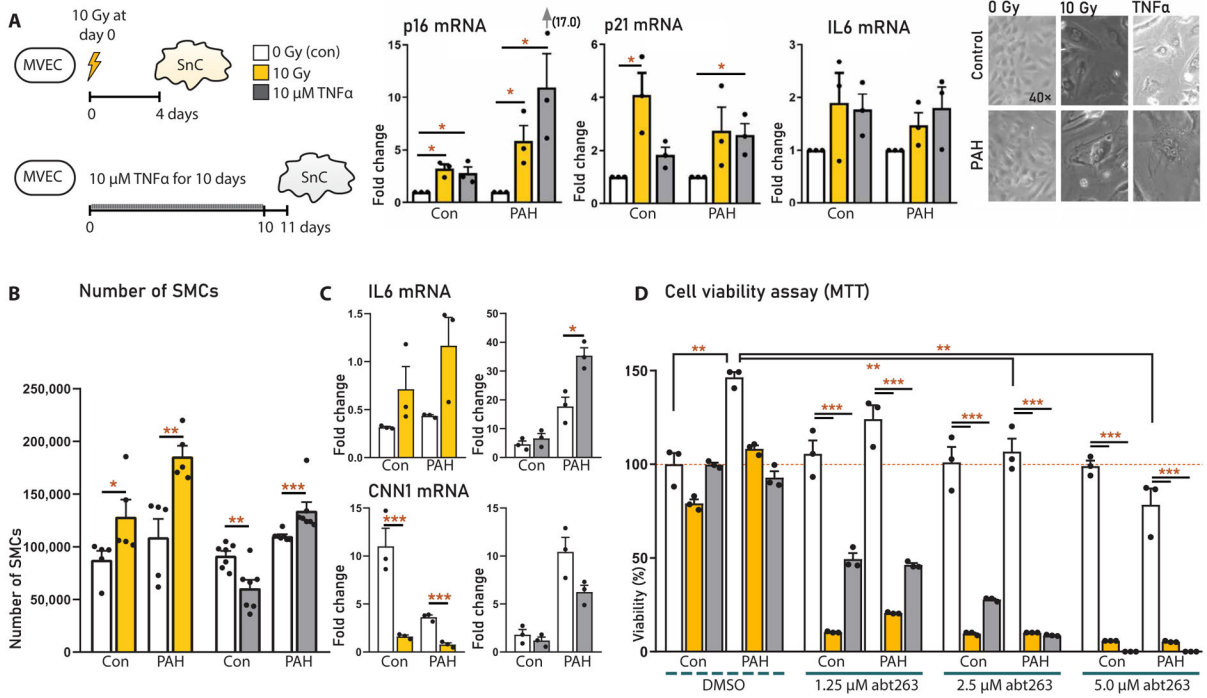 A
10 Gy at
day 0
MVEC
SnC
0
4 days
0 Gy (con)
10 Gy
10 µM TNFα
MVEC
10 µM TNFα for 10 days
SnC
0
10
11 days
p16 mRNA
(17.0)
Fold change
15
10
5
0
* * * *
Con
PAH
p21 mRNA
Fold change
6
4
2
0
* *
Con
PAH
IL6 mRNA
Fold change
3
2
1
0
Con
PAH
0 Gy
10 Gy
TNFα
Control
40×
PAH
B
Number of SMCs
Number of SMCs
250,000
200,000
150,000
100,000
50,000
0
* ** ** ***
Con
PAH
Con
PAH
C
IL6 mRNA
Fold change
1.5
1.0
0.5
0.0
Con
PAH
Fold change
50
40
30
20
10
0
*
Con
PAH
CNN1 mRNA
Fold change
15
10
5
0
*** ***
Con
PAH
Fold change
15
10
5
0
Con
PAH
D
Cell viability assay (MTT)
Viability (%)
150
100
50
0
** ** **
*** *** *** *** *** ***
Con
PAH
Con
PAH
Con
PAH
Con
PAH
DMSO
1.25 µM abt263
2.5 µM abt263
5.0 µM abt263